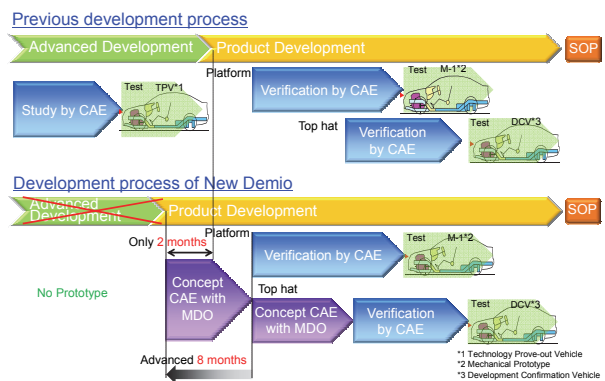 Previous development process
Advanced Development
Product Development
SOP
Platform
Test TPV*1
Study by CAE
Verification by CAE
Test M-1*2
Top hat
Verification
by CAE
Test DCV*3
Development process of New Demio
Advanced
Development
Product Development
SOP
Only 2 months
Platform
No Prototype
Concept
CAE with
MDO
Verification by CAE
Test M-1*2
Top hat
Concept CAE
with MDO
Verification
by CAE
Test DCV*3
Advanced 8 months
*1 Technology Prove-out Vehicle
*2 Mechanical Prototype
*3 Development Confirmation Vehicle